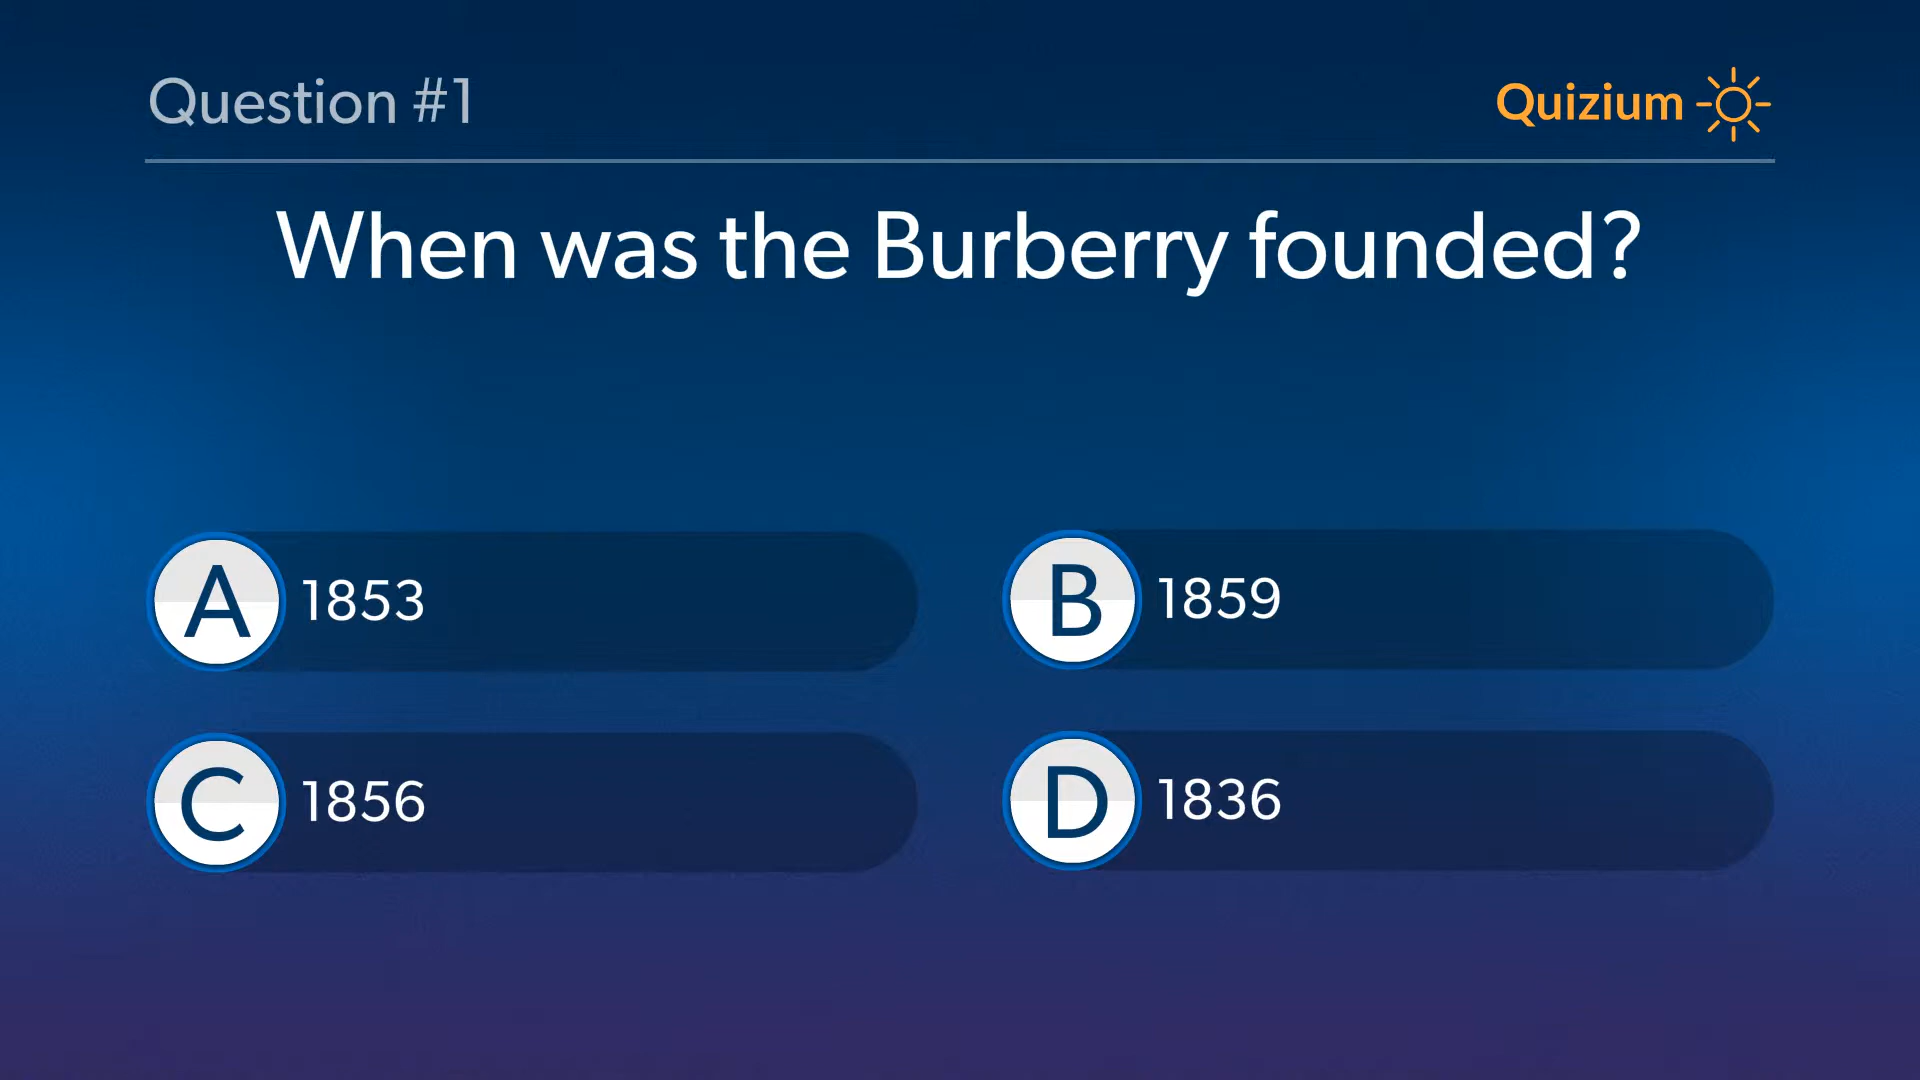 Question #1
Quizium
When was the Burberry founded?
A 1853
B 1859
C 1856
D 1836